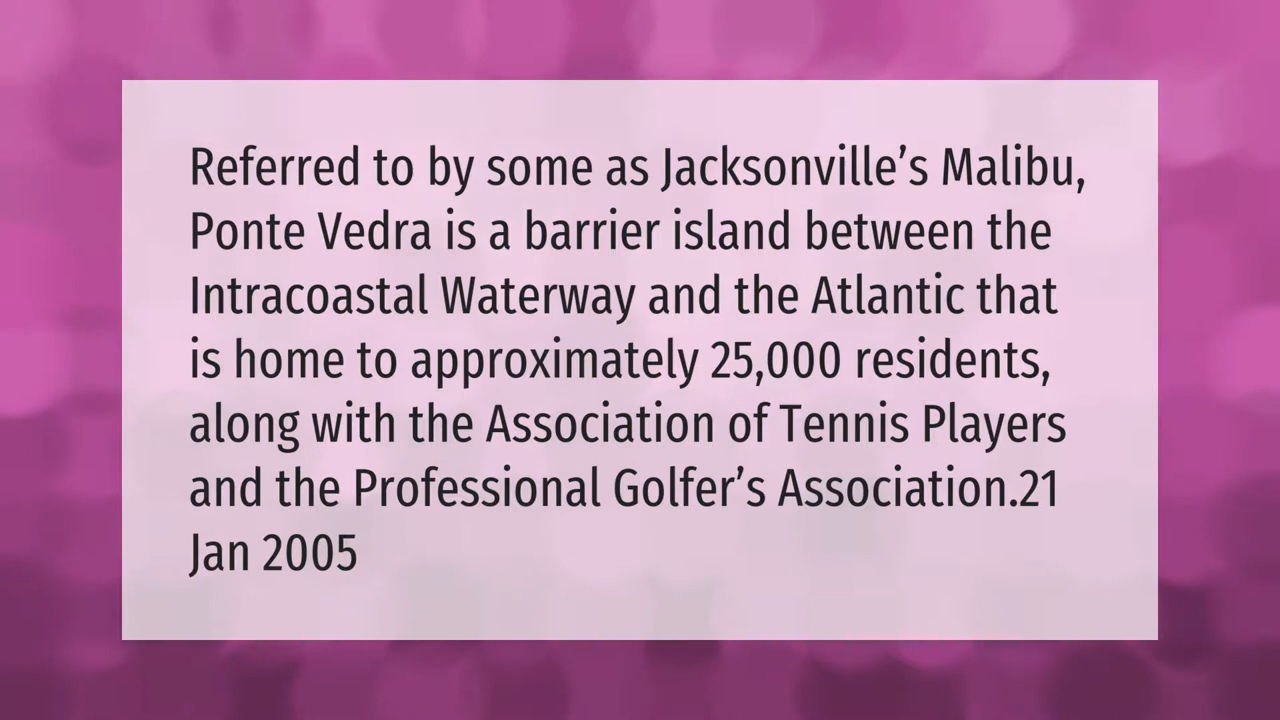 Referred to by some as Jacksonville’s Malibu,
Ponte Vedra is a barrier island between the
Intracoastal Waterway and the Atlantic that
is home to approximately 25,000 residents,
along with the Association of Tennis Players
and the Professional Golfer’s Association.21
Jan 2005